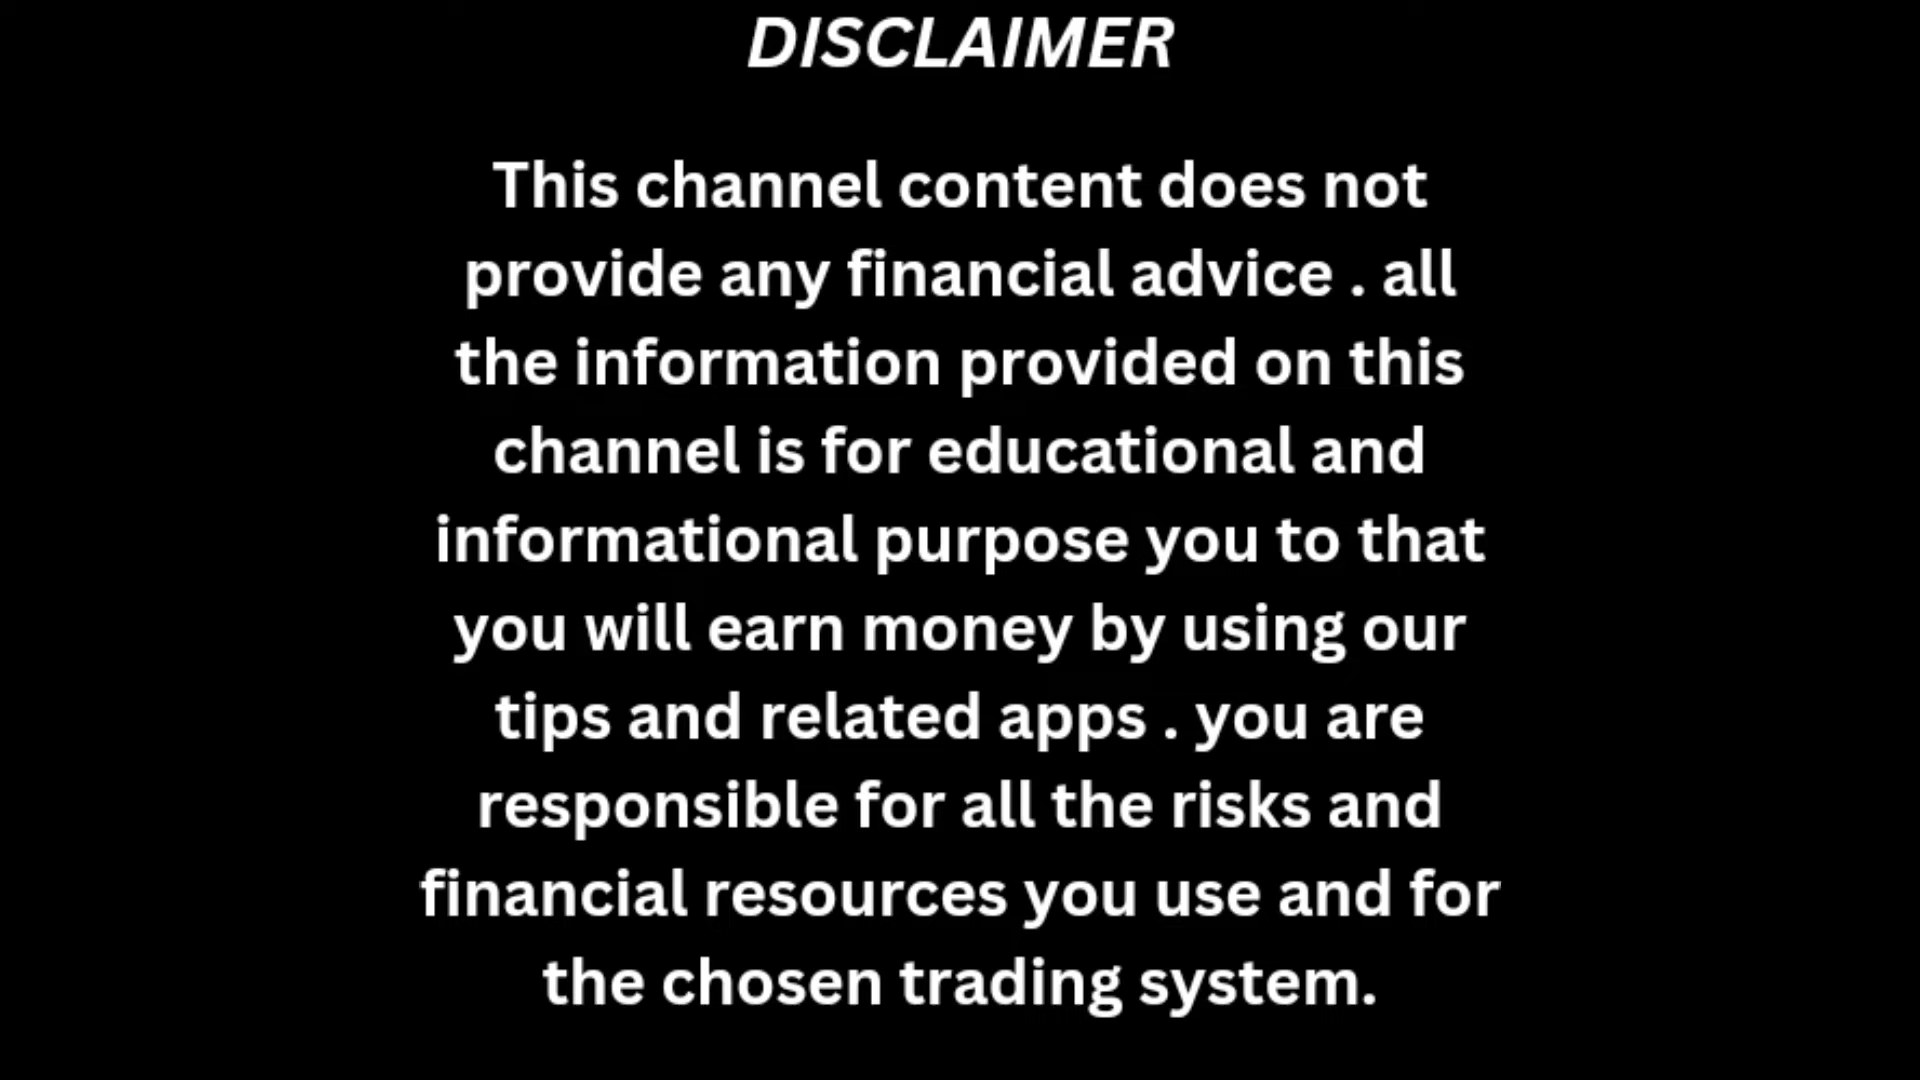 DISCLAIMER
This channel content does not
provide any financial advice . all
the information provided on this
channel is for educational and
informational purpose you to that
you will earn money by using our
tips and related apps . you are
responsible for all the risks and
financial resources you use and for
the chosen trading system.